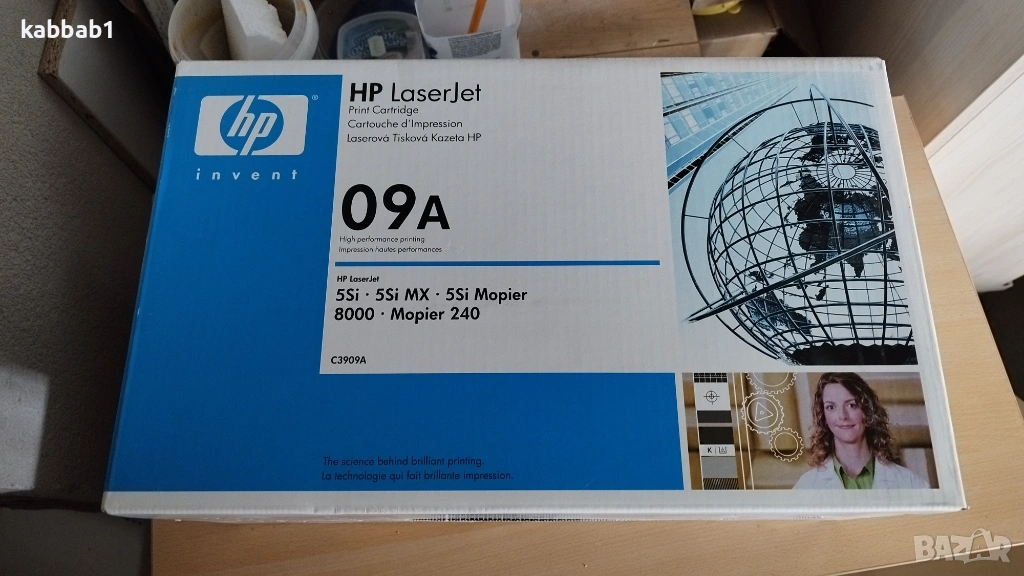 kabbab1
hp
®
invent
HP LaserJet
Print Cartridge
Cartouche d'Impression
Laserová Tisková Kazeta HP
09A
High performance printing
Impression hautes performances
HP LaserJet
5Si · 5Si MX · 5Si Mopier
8000 · Mopier 240
C3909A
K
The science behind brilliant printing.
La technologie qui fait brillante impression.
BAZAR